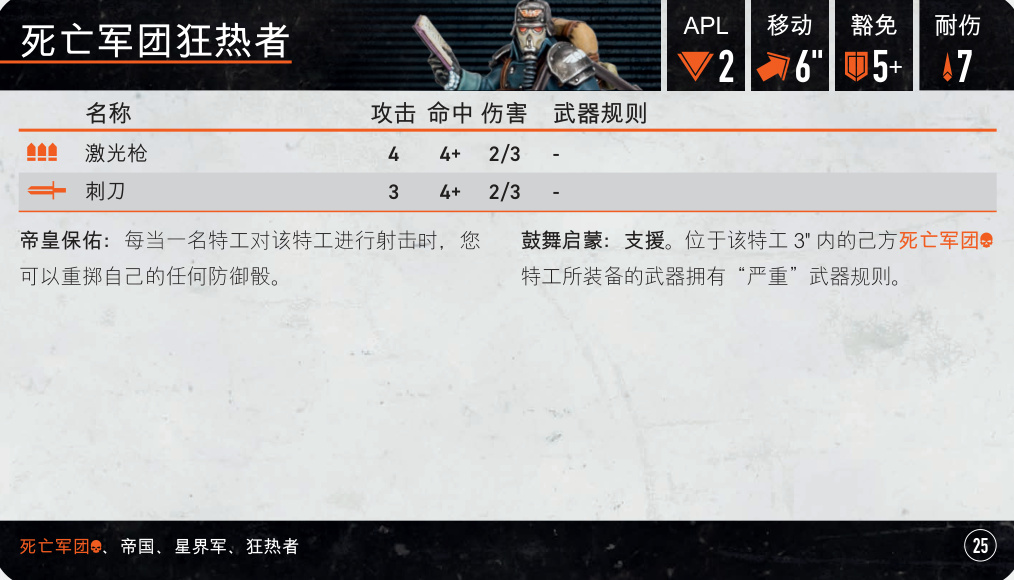 死亡军团狂热者
APL 移动 豁免 耐伤
2 6" 5+ 7
名称 攻击 命中 伤害 武器规则
激光枪 4 4+ 2/3 -
刺刀 3 4+ 2/3 -
帝皇保佑：每当一名特工对该特工进行射击时，您
可以重掷自己的任何防御骰。
鼓舞启蒙：支援。位于该特工 3" 内的己方死亡军团
特工所装备的武器拥有“严重”武器规则。
死亡军团、帝国、星界军、狂热者
25